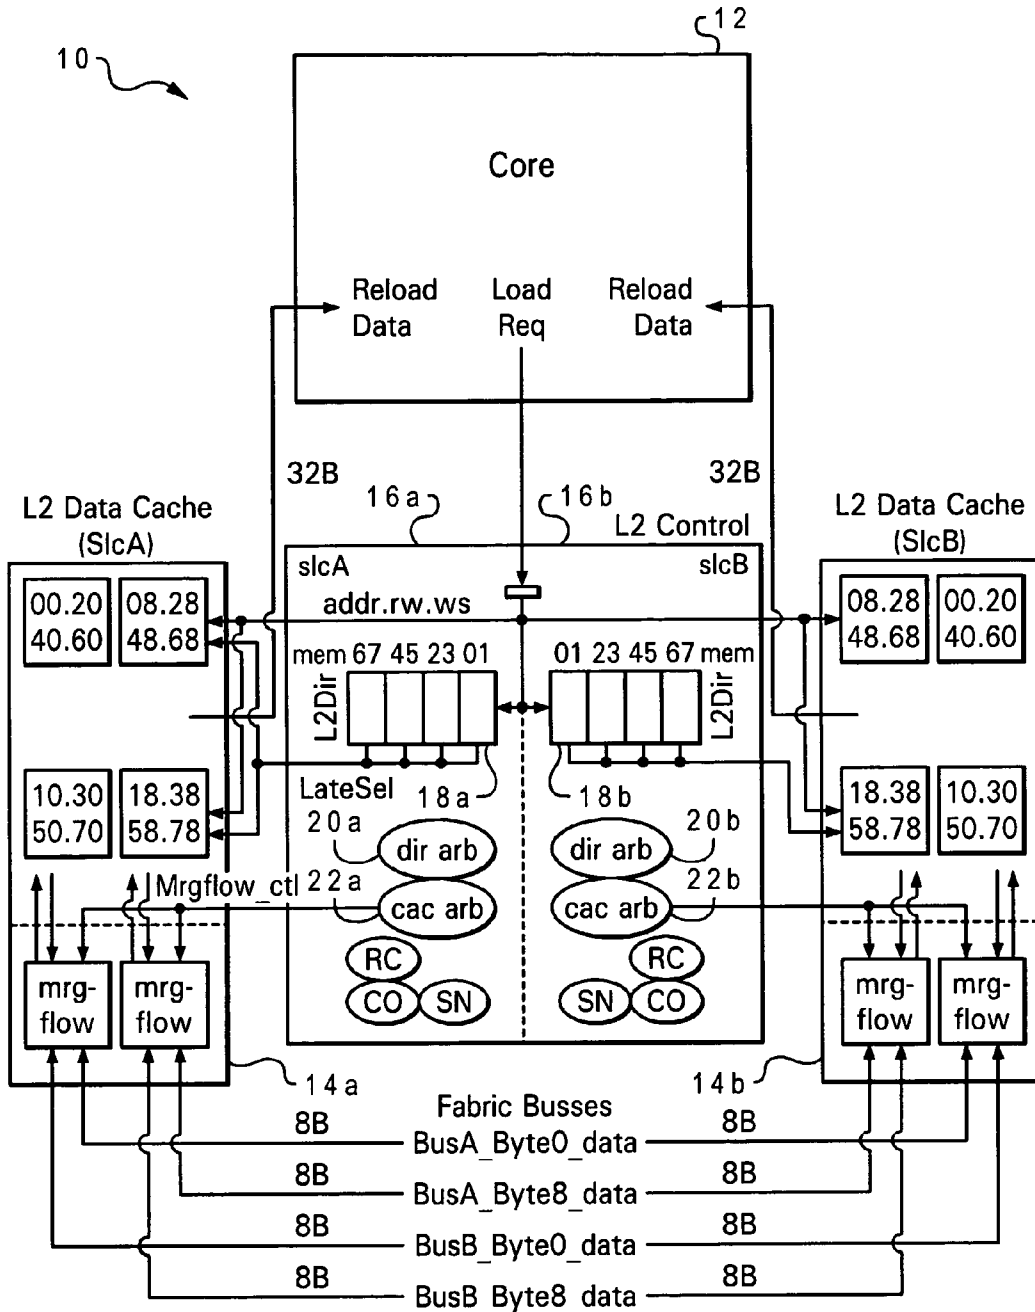 12
10
Core
Reload Data
Load Req
Reload Data
32B
32B
16a
16b
L2 Data Cache
(SlcA)
L2 Control
L2 Data Cache
(SlcB)
slcA
slcB
00.20
40.60
08.28
48.68
addr.rw.ws
08.28
48.68
00.20
40.60
mem 67 45 23 01
01 23 45 67 mem
L2Dir
L2Dir
LateSel
18a
18b
10.30
50.70
18.38
58.78
18.38
58.78
10.30
50.70
20a
dir arb
dir arb
20b
Mrgflow_ctl
22a
cac arb
cac arb
22b
RC
CO
SN
RC
SN
CO
mrg-
flow
mrg-
flow
mrg-
flow
mrg-
flow
14a
14b
Fabric Busses
8B
BusA_Byte0_data
8B
8B
BusA_Byte8_data
8B
8B
BusB_Byte0_data
8B
8B
BusB_Byte8_data
8B